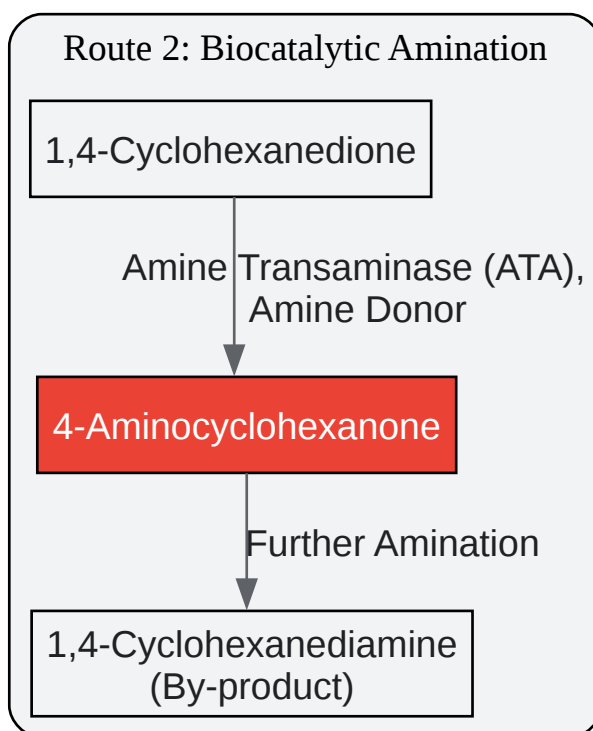 Route 2: Biocatalytic Amination
1,4-Cyclohexanedione
Amine Transaminase (ATA),
Amine Donor
4-Aminocyclohexanone
Further Amination
1,4-Cyclohexanediamine
(By-product)